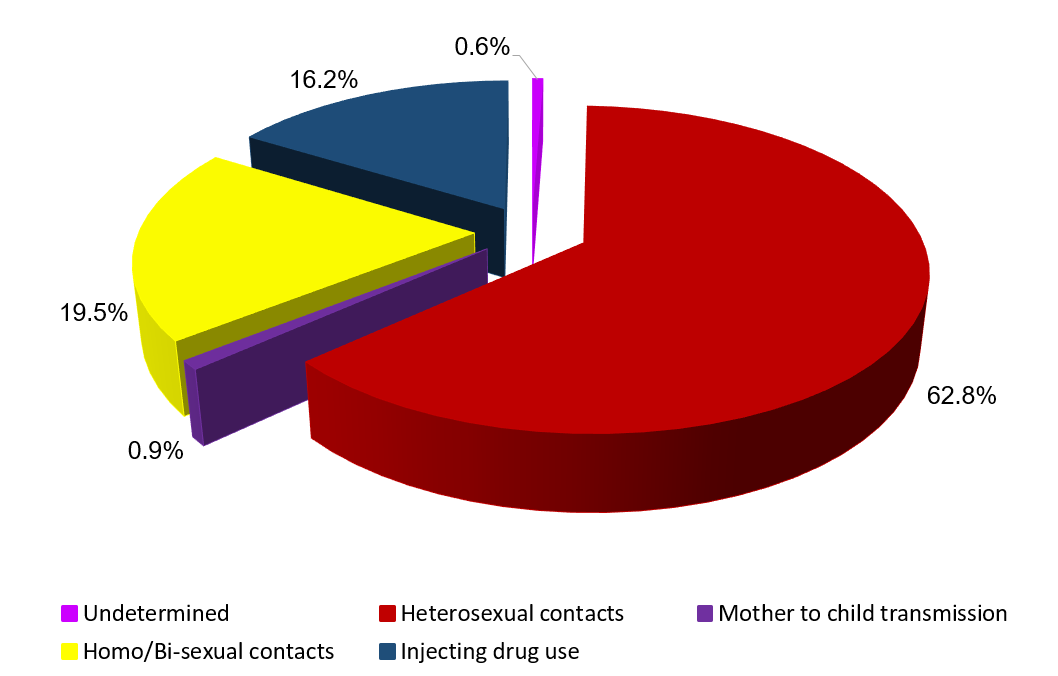 0.6%
16.2%
19.5%
62.8%
0.9%
Undetermined
Heterosexual contacts
Mother to child transmission
Homo/Bi-sexual contacts
Injecting drug use